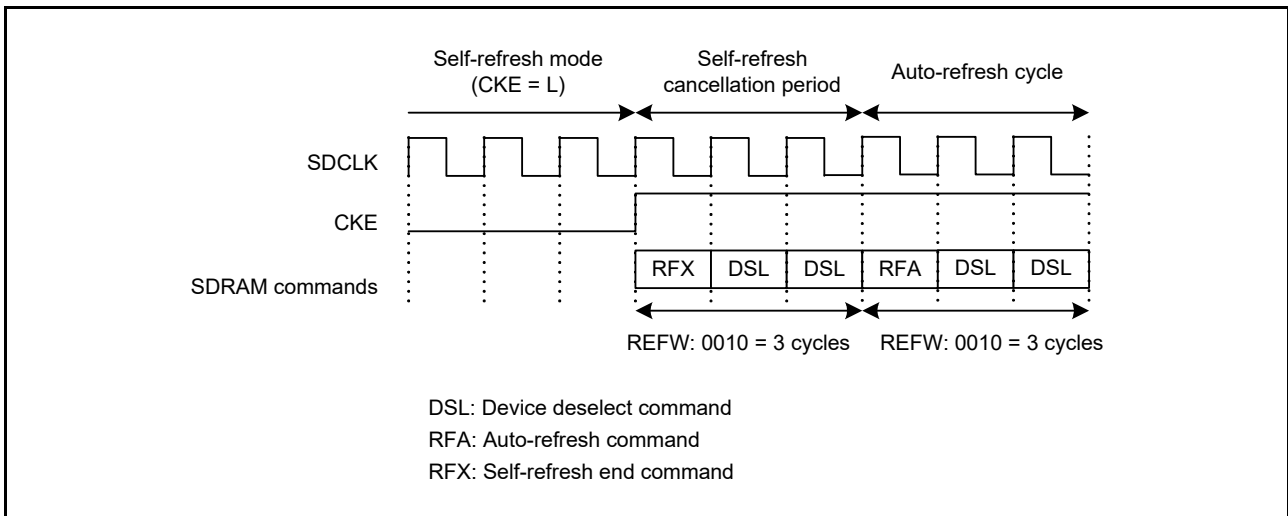 Self-refresh mode
(CKE = L)
Self-refresh
cancellation period
Auto-refresh cycle
SDCLK
CKE
SDRAM commands
RFX DSL DSL RFA DSL DSL
REFW: 0010 = 3 cycles REFW: 0010 = 3 cycles
DSL: Device deselect command
RFA: Auto-refresh command
RFX: Self-refresh end command